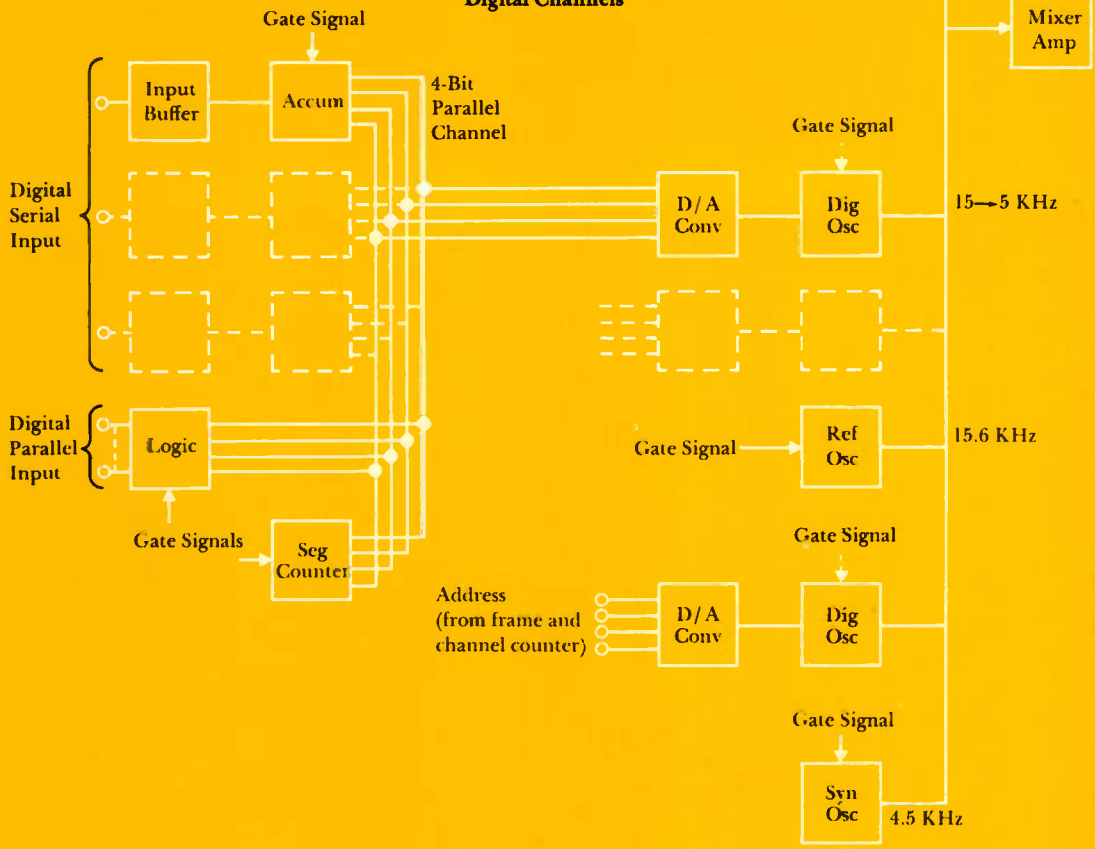 Digital Channels
Gate Signal
Mixer
Amp
Input
Buffer
Accum
4-Bit
Parallel
Channel
Gate Signal
Digital
Serial
Input
D/A
Conv
Dig
Osc
15→5 KHz
Digital
Parallel
Input
Logic
Gate Signal
Ref
Osc
15.6 KHz
Gate Signals
Seg
Counter
Gate Signal
Address
(from frame and
channel counter)
D/A
Conv
Dig
Osc
Gate Signal
Syn
Osc
4.5 KHz